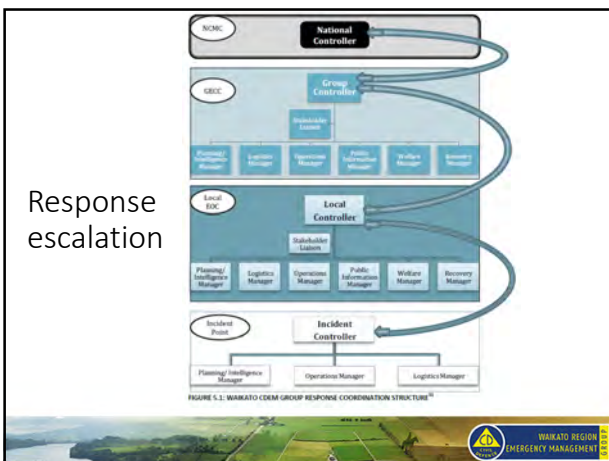 Response
escalation
NCMC
National
Controller
GECC
Group
Controller
Stakeholder
Liaison
Planning/
Intelligence
Manager
Logistics
Manager
Operations
Manager
Public
Information
Manager
Welfare
Manager
Recovery
Manager
Local
EOC
Local
Controller
Stakeholder
Liaison
Planning/
Intelligence
Manager
Logistics
Manager
Operations
Manager
Public
Information
Manager
Welfare
Manager
Recovery
Manager
Incident
Point
Incident
Controller
Planning/ Intelligence
Manager
Operations Manager
Logistics Manager
FIGURE 5.1: WAIKATO CDEM GROUP RESPONSE COORDINATION STRUCTURE
CIVIL
DEFENCE
WAIKATO REGION
EMERGENCY MANAGEMENT
GROUP